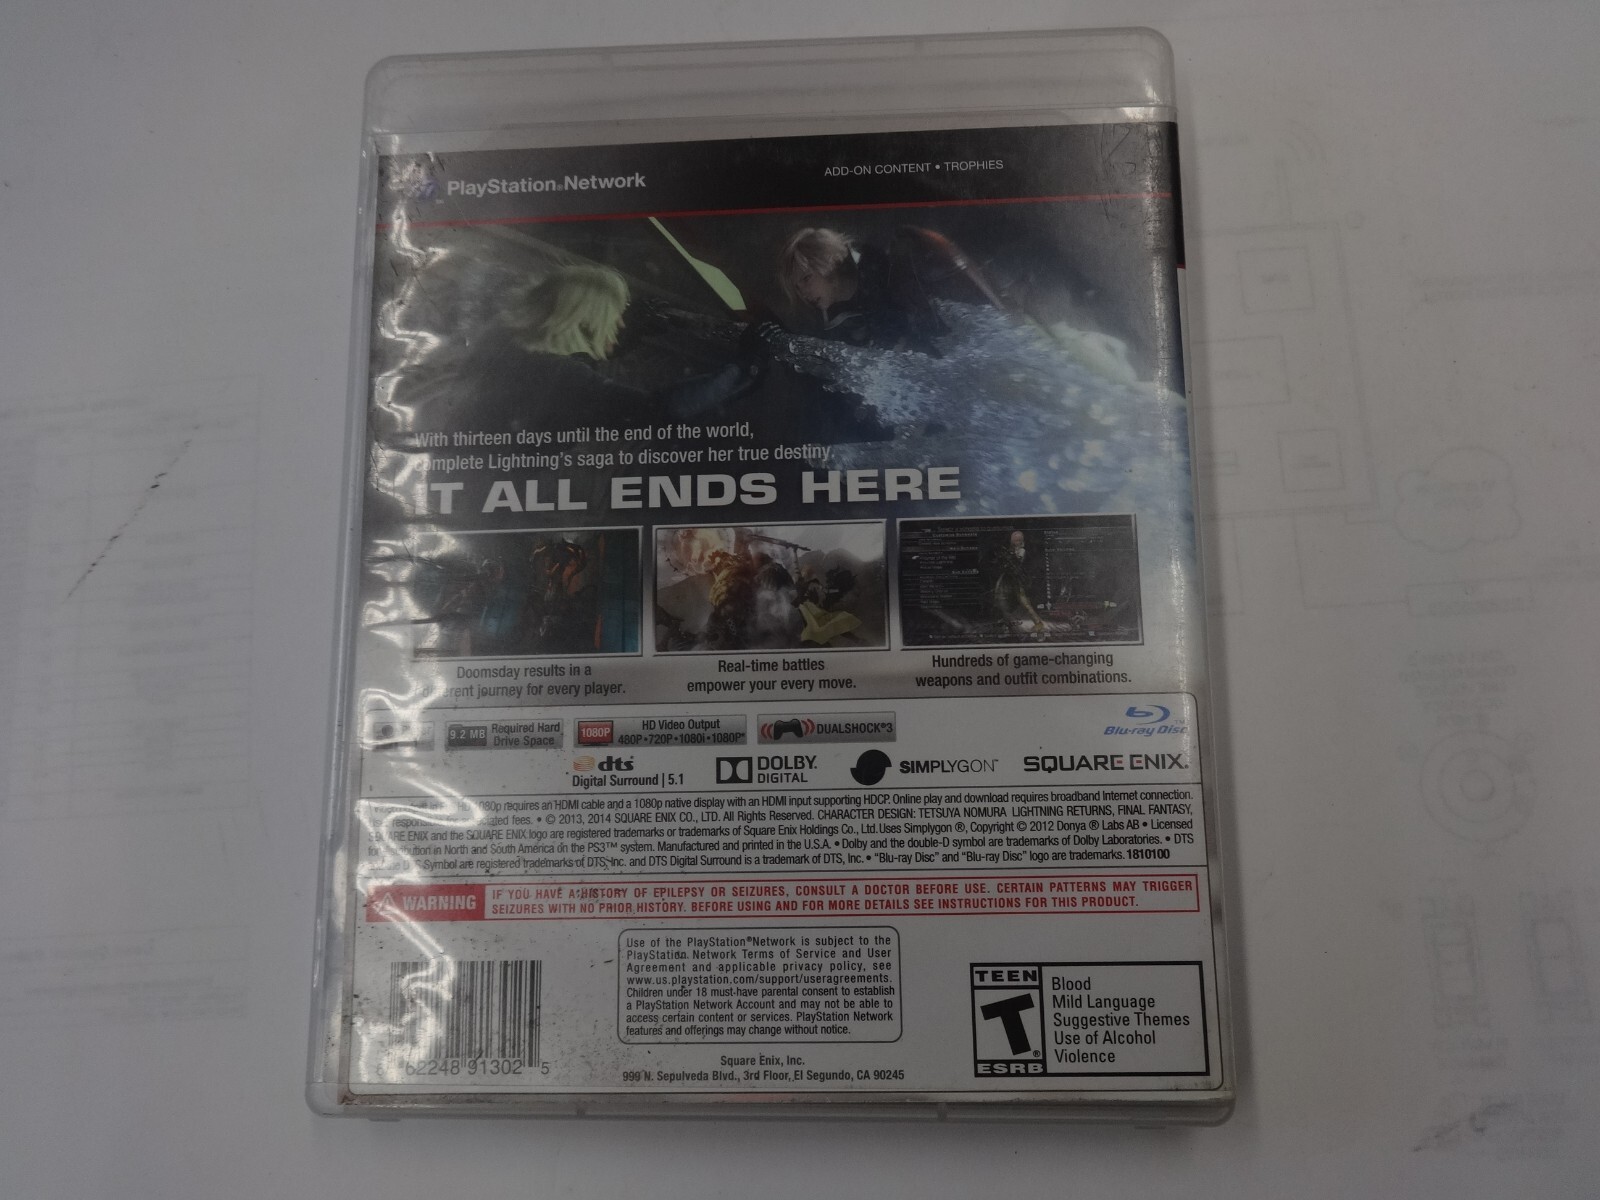 PlayStation®Network
ADD-ON CONTENT • TROPHIES
With thirteen days until the end of the world,
complete Lightning's saga to discover her true destiny.
IT ALL ENDS HERE
Doomsday results in a
different journey for every player.
Real-time battles
empower your every move.
Hundreds of game-changing
weapons and outfit combinations.
9.2 MB Required Hard
Drive Space
1080P HD Video Output
480P•720P•1080i•1080P*
DUALSHOCK®3
Blu-ray Disc™
dts
Digital Surround | 5.1
DOLBY.
DIGITAL
SIMPLYGON™
SQUARE ENIX.
HD 1080p requires an HDMI cable and a 1080p native display with an HDMI input supporting HDCP. Online play and download requires broadband Internet connection.
fees. • © 2013, 2014 SQUARE ENIX CO., LTD. All Rights Reserved. CHARACTER DESIGN: TETSUYA NOMURA LIGHTNING RETURNS, FINAL FANTASY,
SQUARE ENIX and the SQUARE ENIX logo are registered trademarks or trademarks of Square Enix Holdings Co., Ltd. Uses Simplygon ®, Copyright © 2012 Donya ® Labs AB • Licensed
for distribution in North and South America on the PS3™ system. Manufactured and printed in the U.S.A. • Dolby and the double-D symbol are trademarks of Dolby Laboratories. • DTS
Symbol are registered trademarks of DTS, Inc. and DTS Digital Surround is a trademark of DTS, Inc. • "Blu-ray Disc" and "Blu-ray Disc" logo are trademarks. 1810100
WARNING IF YOU HAVE A HISTORY OF EPILEPSY OR SEIZURES, CONSULT A DOCTOR BEFORE USE. CERTAIN PATTERNS MAY TRIGGER
SEIZURES WITH NO PRIOR HISTORY. BEFORE USING AND FOR MORE DETAILS SEE INSTRUCTIONS FOR THIS PRODUCT.
Use of the PlayStation®Network is subject to the
PlayStation® Network Terms of Service and User
Agreement and applicable privacy policy, see
www.us.playstation.com/support/useragreements.
Children under 18 must have parental consent to establish
a PlayStation Network Account and may not be able to
access certain content or services. PlayStation Network
features and offerings may change without notice.
Square Enix, Inc.
999 N. Sepulveda Blvd., 3rd Floor, El Segundo, CA 90245
62248 91302 5
TEEN
T
ESRB
Blood
Mild Language
Suggestive Themes
Use of Alcohol
Violence